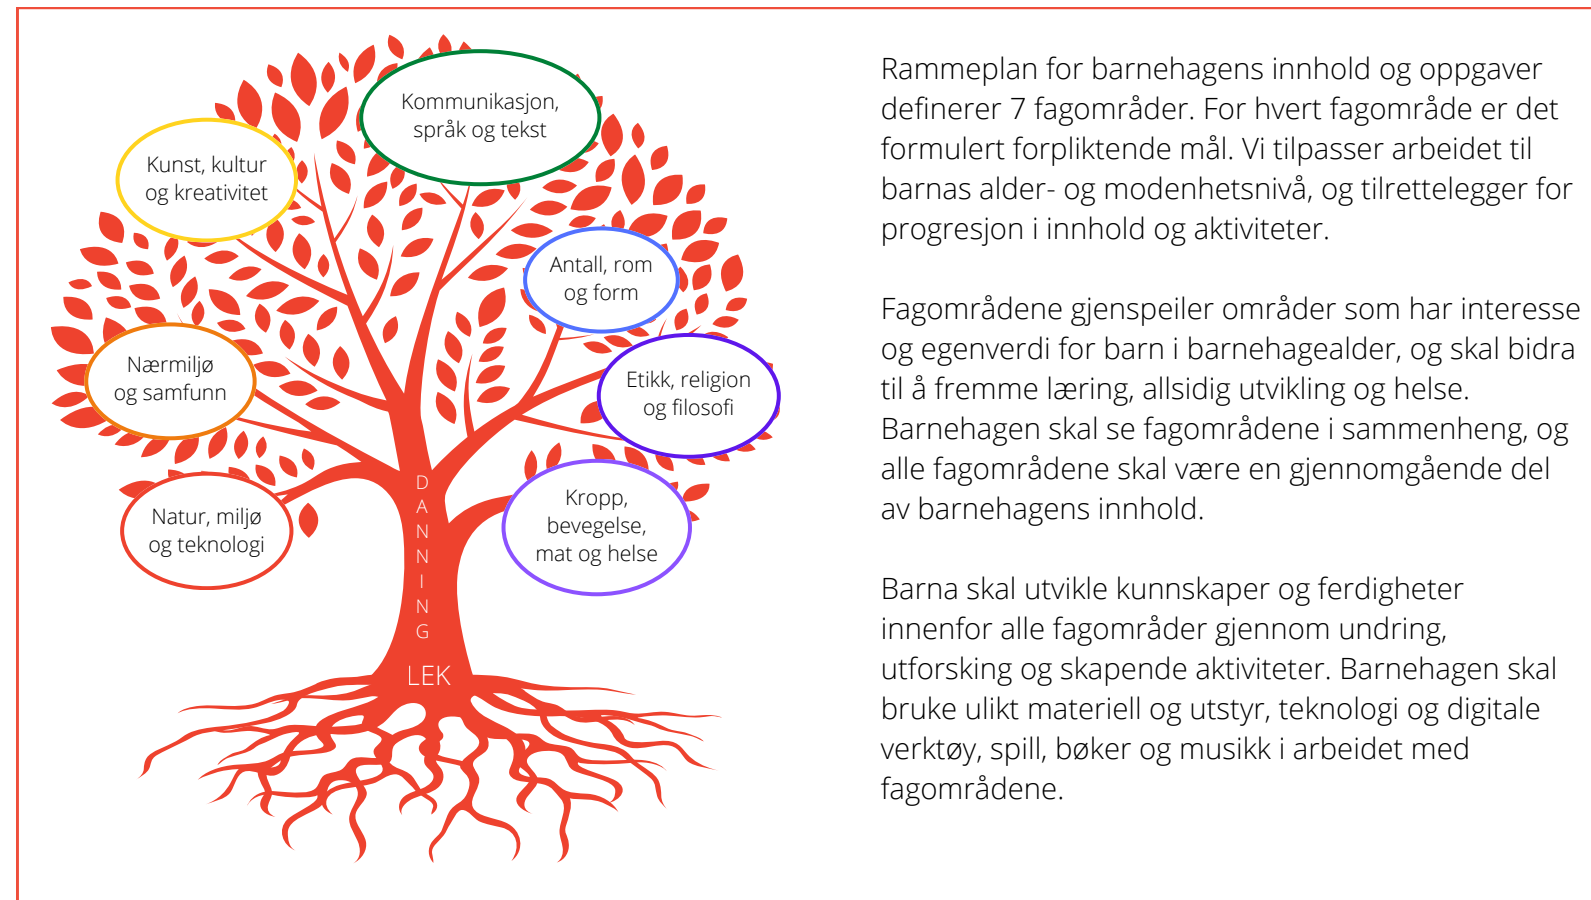 Kommunikasjon,
språk og tekst
Kunst, kultur
og kreativitet
Antall, rom
og form
Nærmiljø
og samfunn
Etikk, religion
og filosofi
Natur, miljø
og teknologi
Kropp,
bevegelse,
mat og helse
DANNING
LEK
Rammeplan for barnehagens innhold og oppgaver
definerer 7 fagområder. For hvert fagområde er det
formulert forpliktende mål. Vi tilpasser arbeidet til
barnas alder- og modenhetsnivå, og tilrettelegger for
progresjon i innhold og aktiviteter.
Fagområdene gjenspeiler områder som har interesse
og egenverdi for barn i barnehagealder, og skal bidra
til å fremme læring, allsidig utvikling og helse.
Barnehagen skal se fagområdene i sammenheng, og
alle fagområdene skal være en gjennomgående del
av barnehagens innhold.
Barna skal utvikle kunnskaper og ferdigheter
innenfor alle fagområder gjennom undring,
utforsking og skapende aktiviteter. Barnehagen skal
bruke ulikt materiell og utstyr, teknologi og digitale
verktøy, spill, bøker og musikk i arbeidet med
fagområdene.